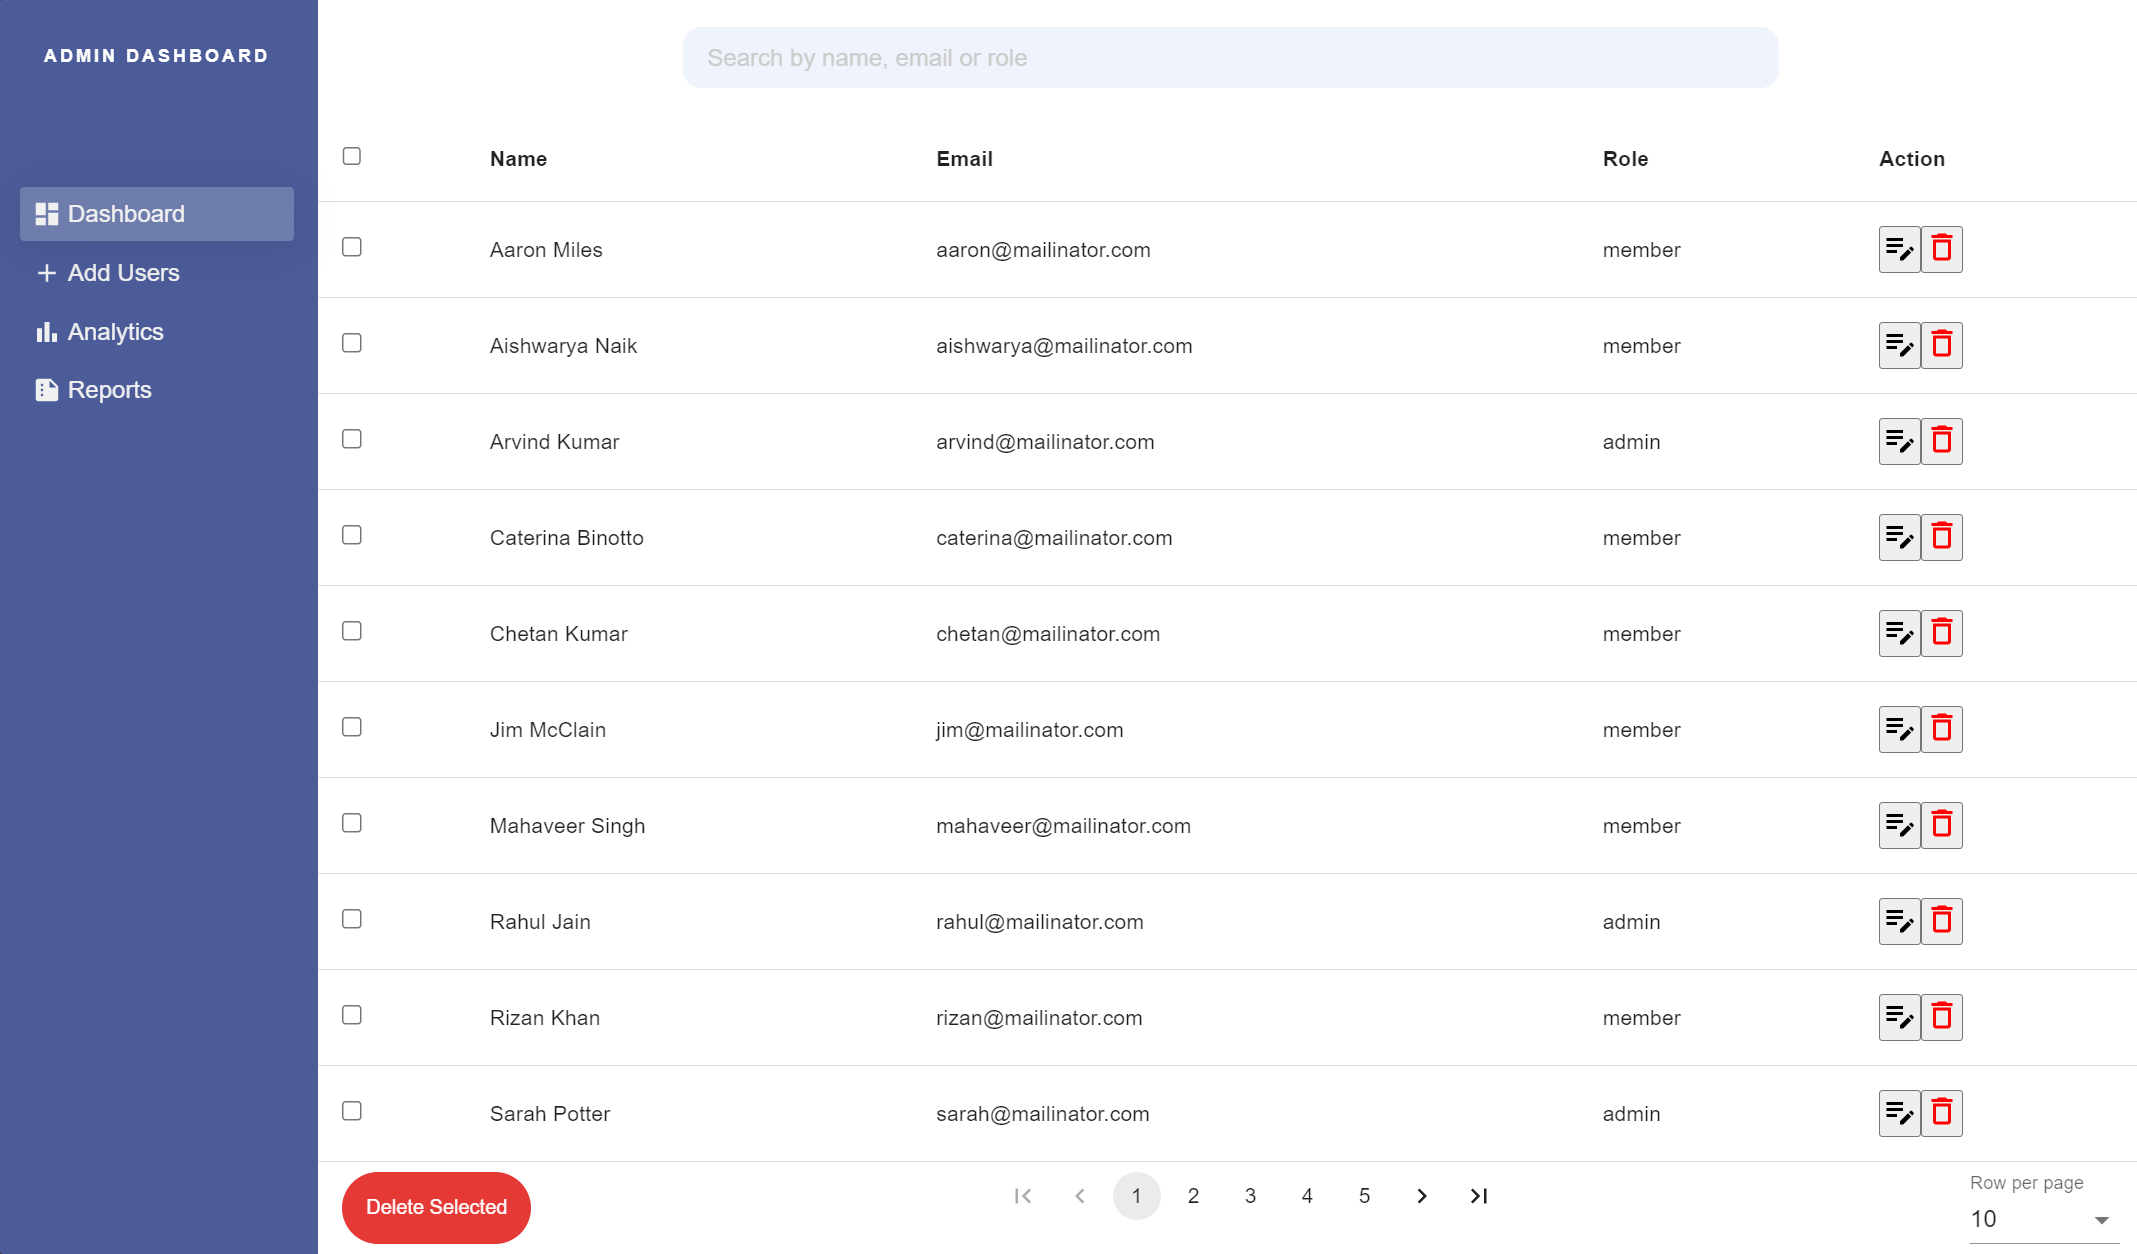 ADMIN DASHBOARD
Dashboard
Add Users
Analytics
Reports
Search by name, email or role
Name Email Role Action
Aaron Miles aaron@mailinator.com member
Aishwarya Naik aishwarya@mailinator.com member
Arvind Kumar arvind@mailinator.com admin
Caterina Binotto caterina@mailinator.com member
Chetan Kumar chetan@mailinator.com member
Jim McClain jim@mailinator.com member
Mahaveer Singh mahaveer@mailinator.com member
Rahul Jain rahul@mailinator.com admin
Rizan Khan rizan@mailinator.com member
Sarah Potter sarah@mailinator.com admin
Delete Selected
1 2 3 4 5
Row per page
10